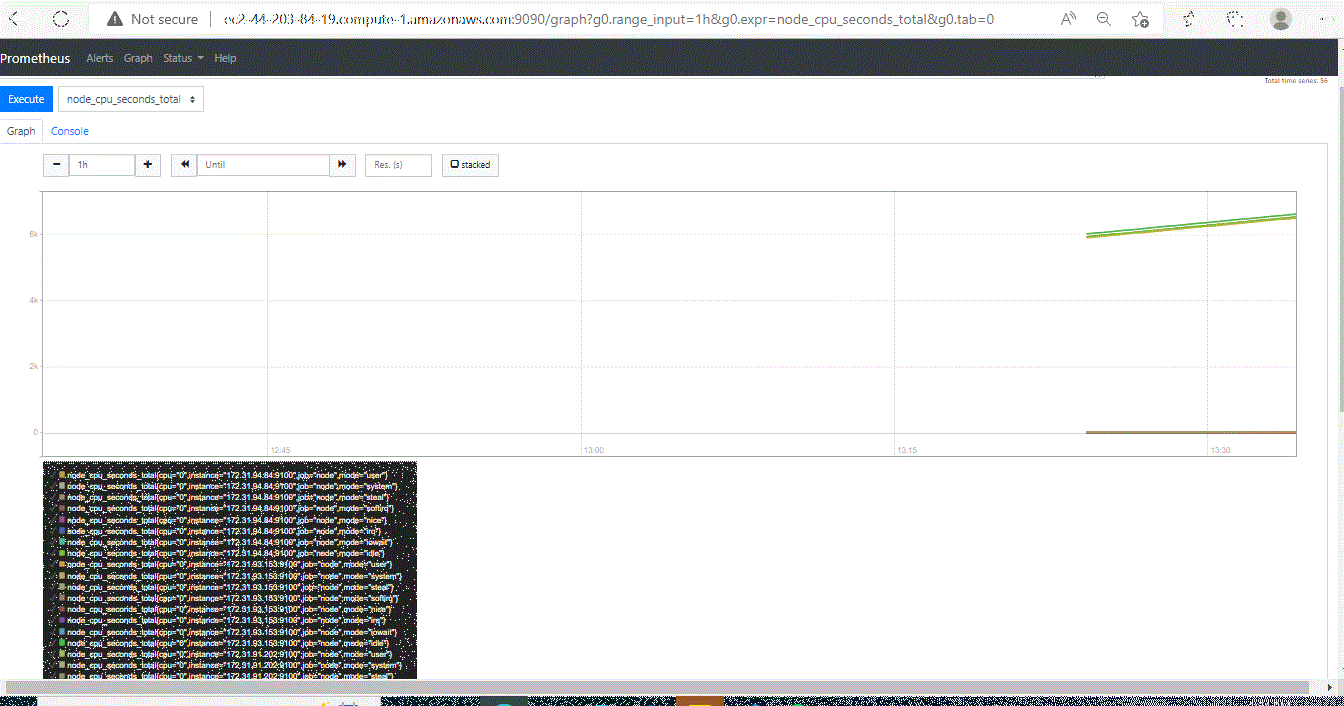 Not secure ec2-44-203-84-19.compute-1.amazonaws.com:9090/graph?g0.range_input=1h&g0.expr=node_cpu_seconds_total&g0.tab=0
Prometheus Alerts Graph Status Help
Total time series: 56
Execute node_cpu_seconds_total
Graph Console
1h Until Res. (s) stacked
6k
4k
2k
0
12:45 13:00 13:15 13:30
node_cpu_seconds_total{cpu="0",instance="172.31.94.84:9100",job="node",mode="user"}
node_cpu_seconds_total{cpu="0",instance="172.31.94.84:9100",job="node",mode="system"}
node_cpu_seconds_total{cpu="0",instance="172.31.94.84:9100",job="node",mode="steal"}
node_cpu_seconds_total{cpu="0",instance="172.31.94.84:9100",job="node",mode="softirq"}
node_cpu_seconds_total{cpu="0",instance="172.31.94.84:9100",job="node",mode="nice"}
node_cpu_seconds_total{cpu="0",instance="172.31.94.84:9100",job="node",mode="irq"}
node_cpu_seconds_total{cpu="0",instance="172.31.94.84:9100",job="node",mode="iowait"}
node_cpu_seconds_total{cpu="0",instance="172.31.94.84:9100",job="node",mode="idle"}
node_cpu_seconds_total{cpu="0",instance="172.31.93.153:9100",job="node",mode="user"}
node_cpu_seconds_total{cpu="0",instance="172.31.93.153:9100",job="node",mode="system"}
node_cpu_seconds_total{cpu="0",instance="172.31.93.153:9100",job="node",mode="steal"}
node_cpu_seconds_total{cpu="0",instance="172.31.93.153:9100",job="node",mode="softirq"}
node_cpu_seconds_total{cpu="0",instance="172.31.93.153:9100",job="node",mode="nice"}
node_cpu_seconds_total{cpu="0",instance="172.31.93.153:9100",job="node",mode="irq"}
node_cpu_seconds_total{cpu="0",instance="172.31.93.153:9100",job="node",mode="iowait"}
node_cpu_seconds_total{cpu="0",instance="172.31.93.153:9100",job="node",mode="idle"}
node_cpu_seconds_total{cpu="0",instance="172.31.91.202:9100",job="node",mode="user"}
node_cpu_seconds_total{cpu="0",instance="172.31.91.202:9100",job="node",mode="system"}
node_cpu_seconds_total{cpu="0",instance="172.31.91.202:9100",job="node",mode="steal"}